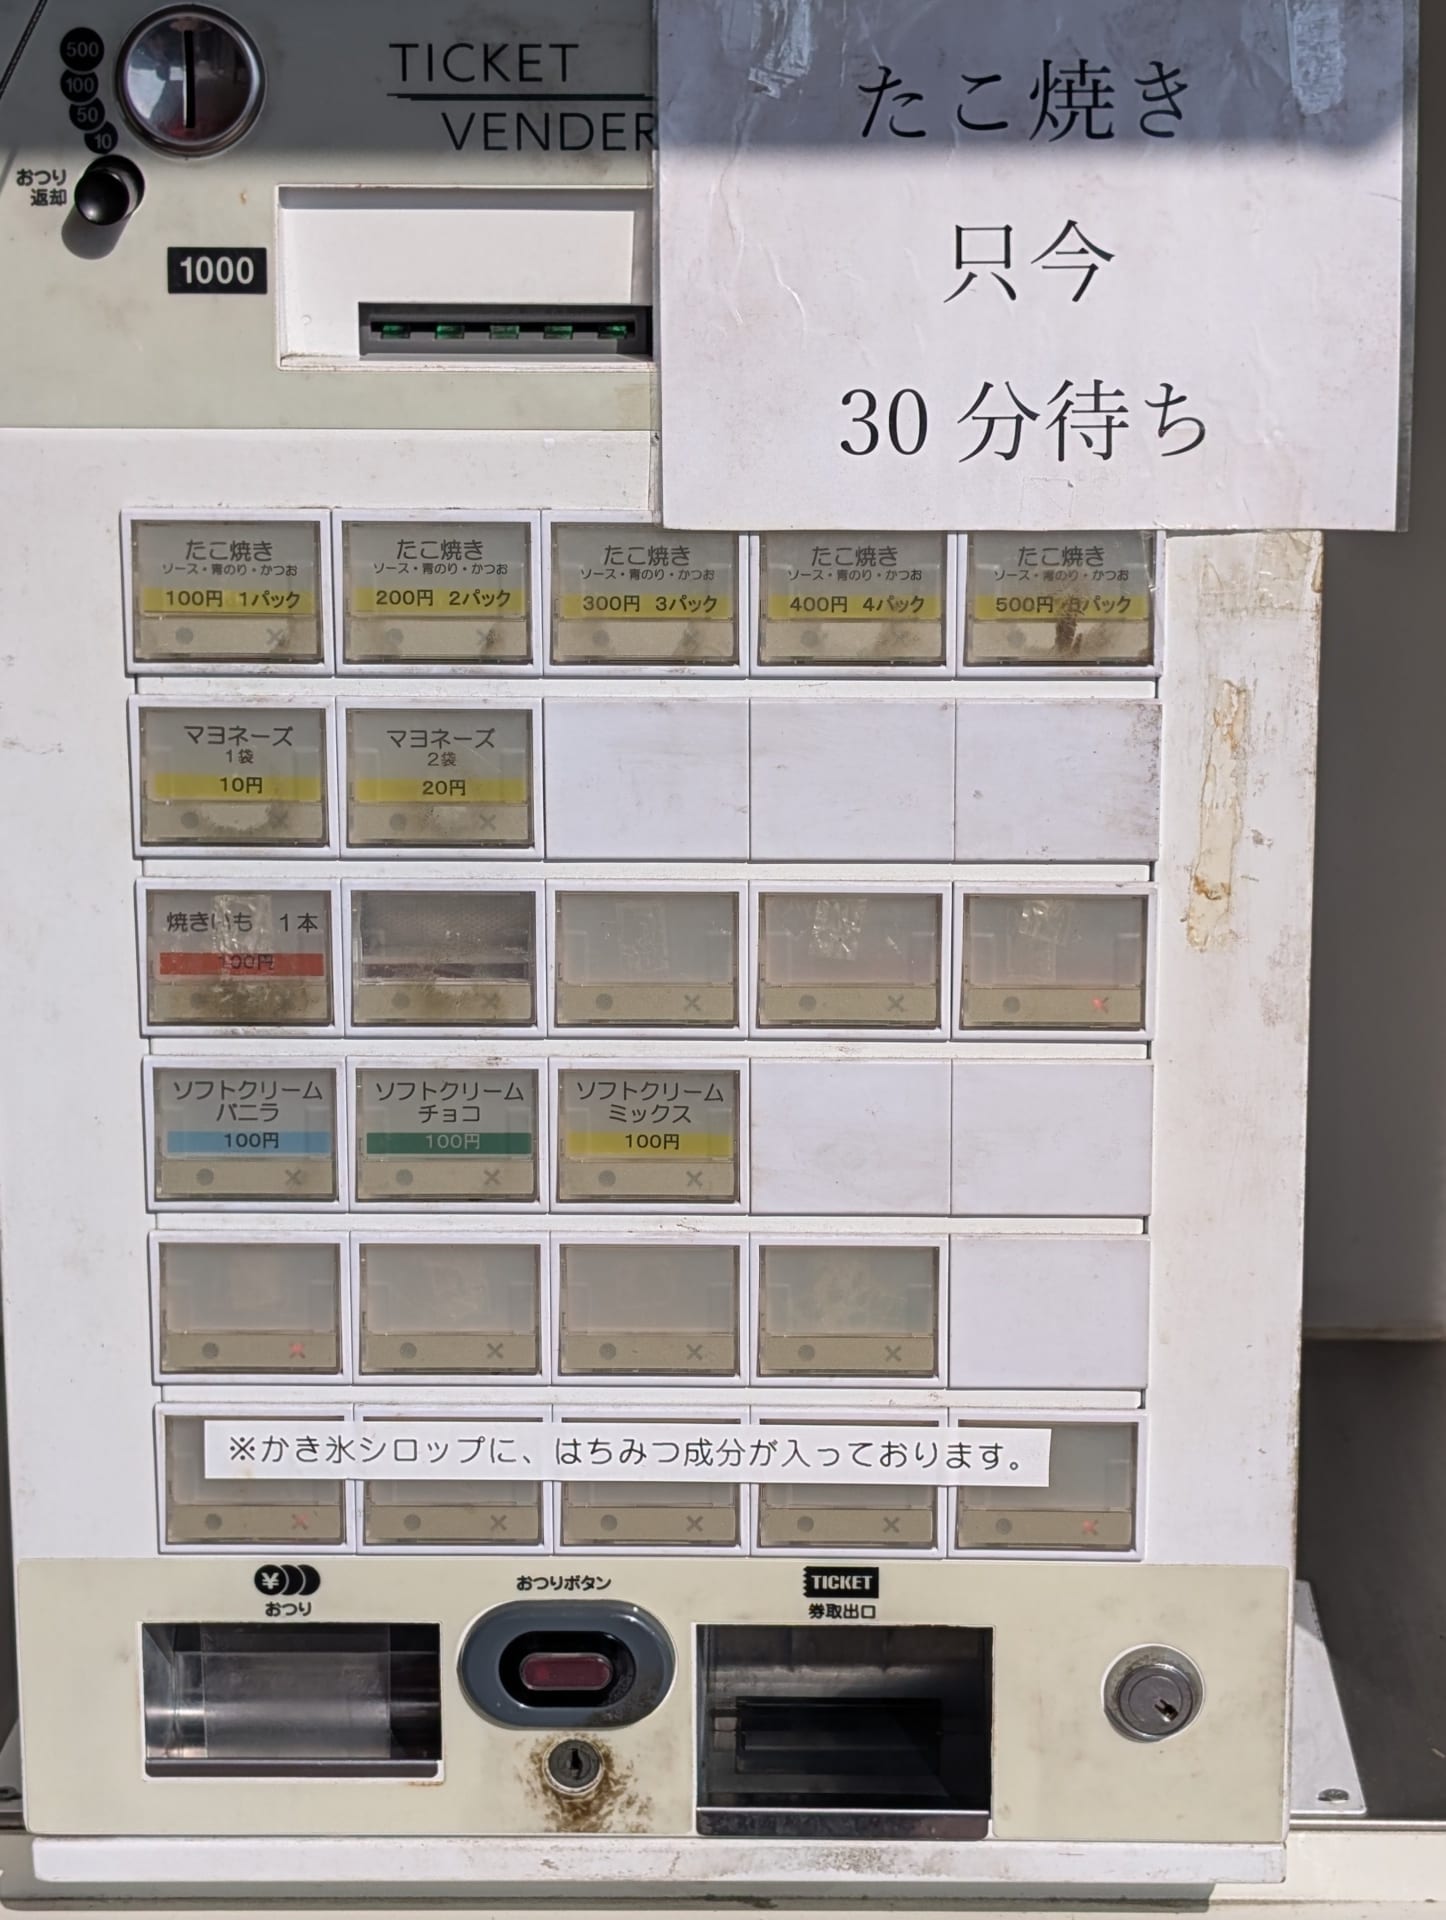 500
100
50
10
おつり
返却
TICKET
VENDER
1000
たこ焼き
只今
30分待ち
たこ焼き
ソース・青のり・かつお
100円 1パック
たこ焼き
ソース・青のり・かつお
200円 2パック
たこ焼き
ソース・青のり・かつお
300円 3パック
たこ焼き
ソース・青のり・かつお
400円 4パック
たこ焼き
ソース・青のり・かつお
500円 5パック
マヨネーズ
1袋
10円
マヨネーズ
2袋
20円
焼きいも 1本
100円
ソフトクリーム
バニラ
100円
ソフトクリーム
チョコ
100円
ソフトクリーム
ミックス
100円
※かき氷シロップに、はちみつ成分が入っております。
¥
おつり
おつりボタン
TICKET
券取出口